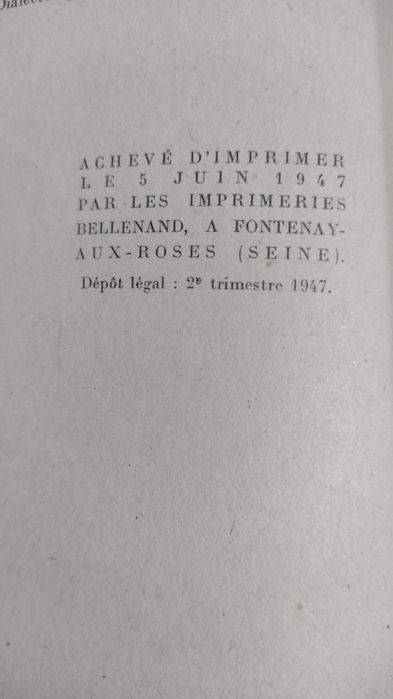 ACHEVÉ D'IMPRIMER
LE 5 JUIN 1947
PAR LES IMPRIMERIES
BELLENAND, A FONTENAY-
AUX-ROSES (SEINE).
Dépôt légal : 2e trimestre 1947.